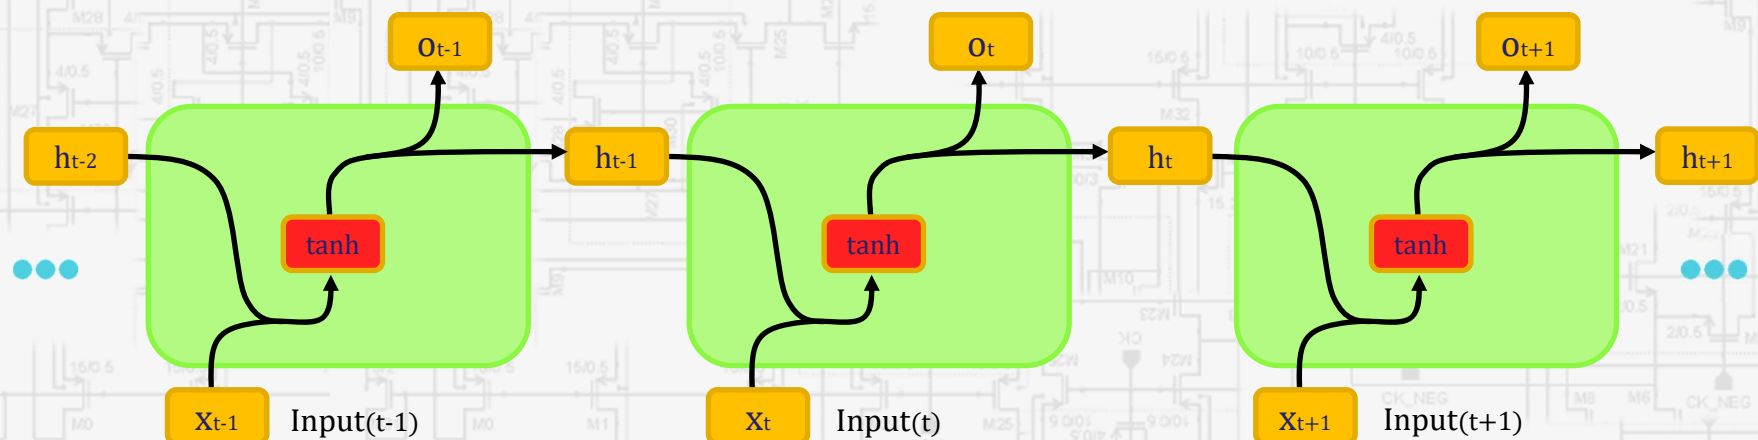 Ot-1
Ot
Ot+1
ht-2
ht-1
ht
ht+1
tanh
tanh
tanh
Xt-1 Input(t-1)
Xt Input(t)
Xt+1 Input(t+1)